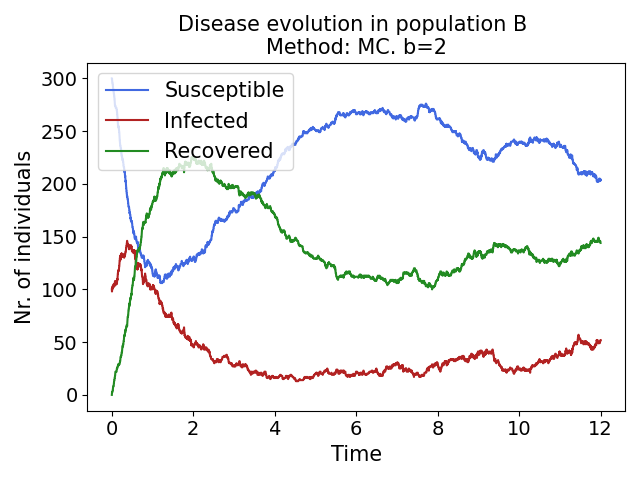 Disease evolution in population B
Method: MC. b=2
300
250
200
150
100
50
0
Nr. of individuals
Susceptible
Infected
Recovered
0 2 4 6 8 10 12
Time